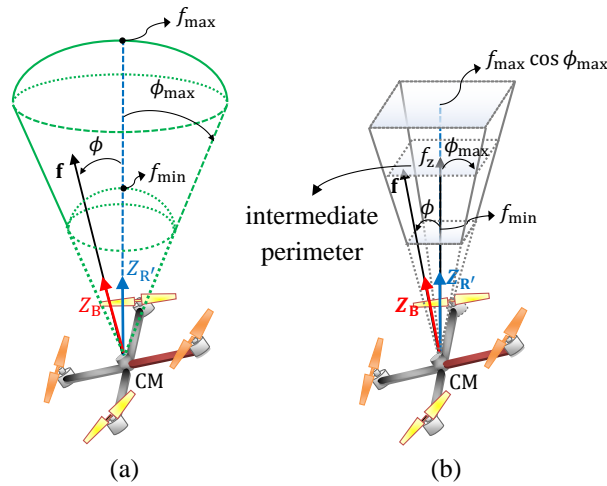 f_max
ϕ_max
ϕ
f
f_min
Z_R′
Z_B
CM
(a)
f_max cos ϕ_max
f_z
ϕ_max
f
ϕ
f_min
intermediate
perimeter
Z_R′
Z_B
CM
(b)